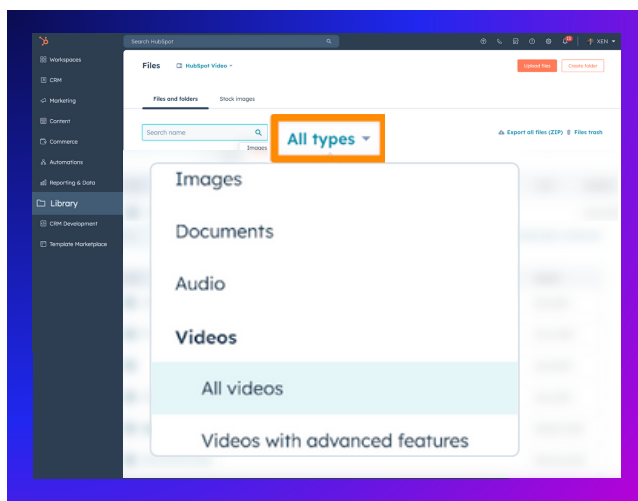 Search HubSpot
XEN
Workspaces
CRM
Marketing
Content
Commerce
Automations
Reporting & Data
Library
CRM Development
Template Marketplace
Files
HubSpot Video
Upload files
Create folder
Files and folders
Stock images
Search name
All types
Export all files (ZIP)
Files trash
Images
Images
Documents
Audio
Videos
All videos
Videos with advanced features